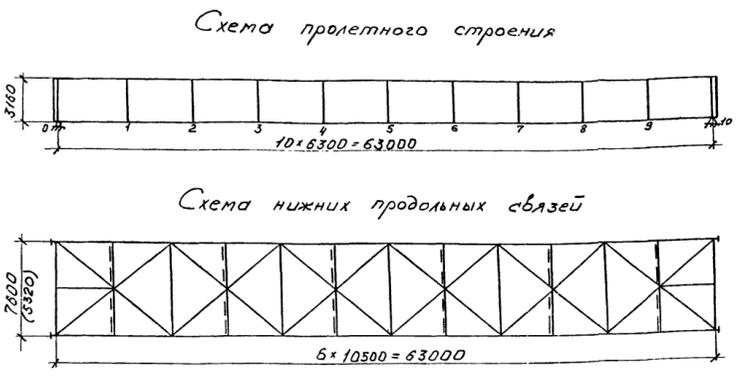 Схема пролетного строения
3160
0 1 2 3 4 5 6 7 8 9 10
10×6300=63000
Схема нижних продольных связей
7600
(5320)
6×10500=63000